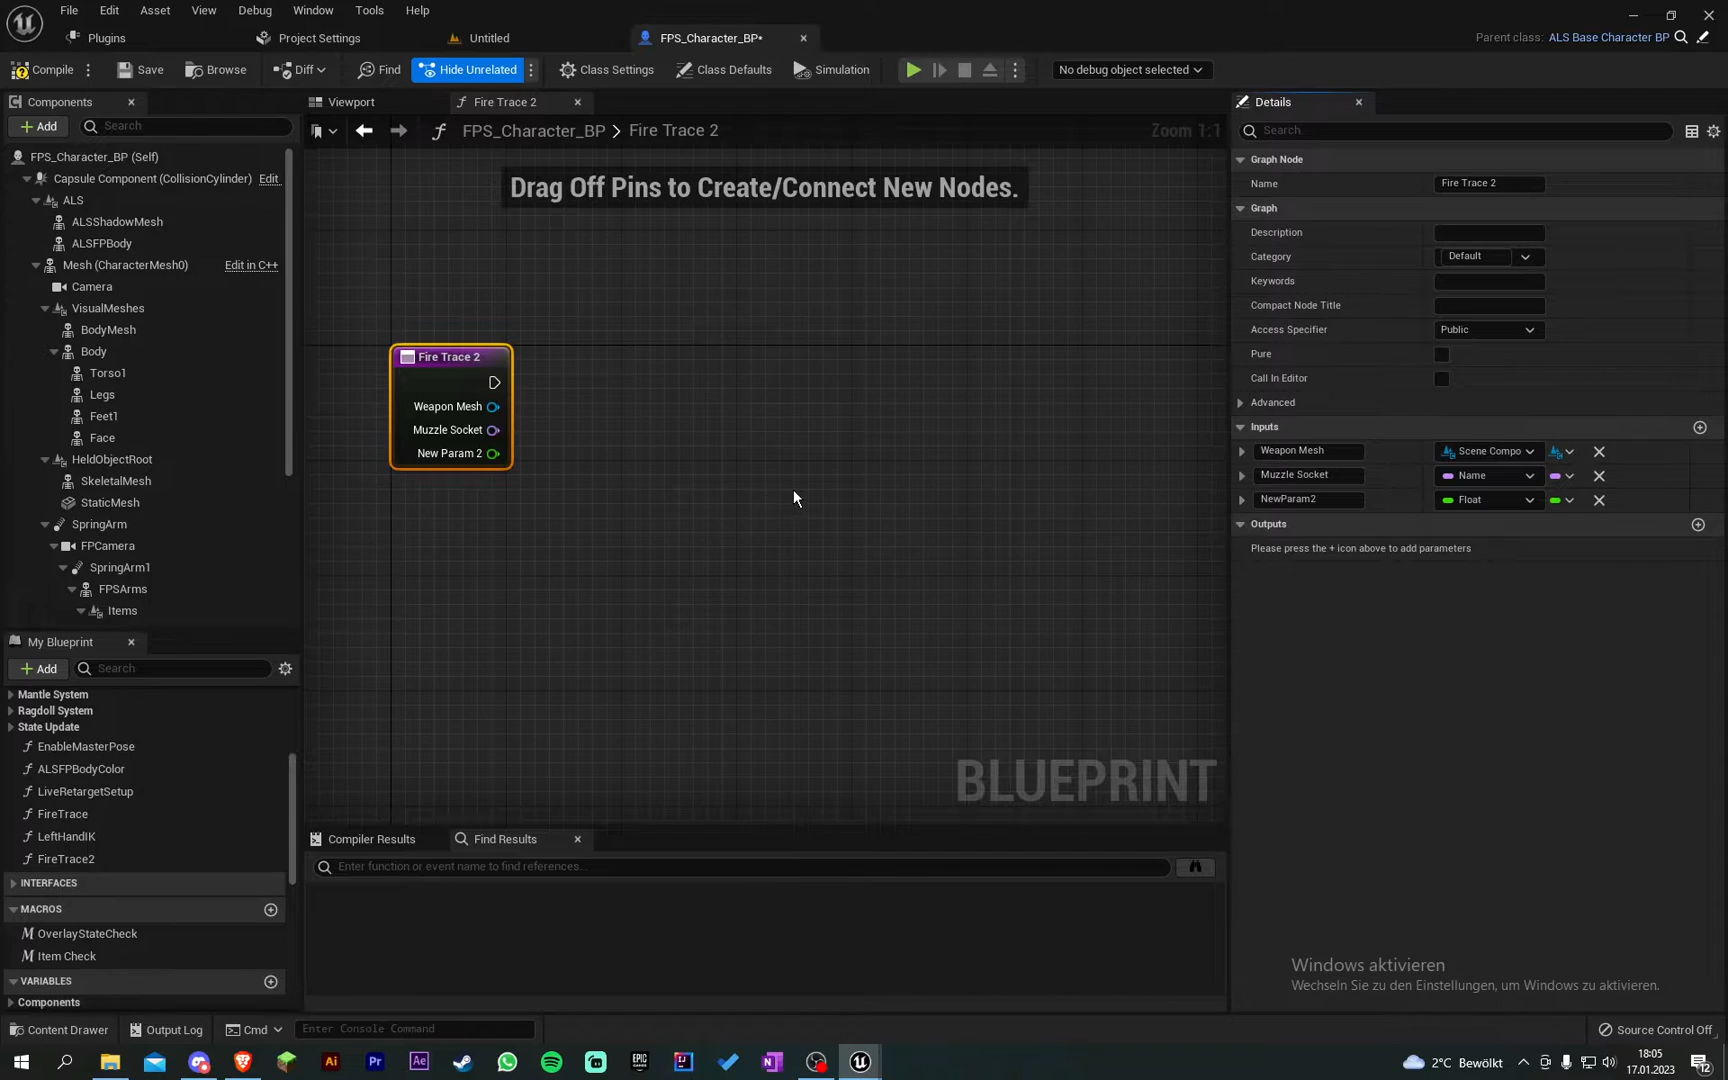 File Edit Asset View Debug Window Tools Help
Plugins Project Settings Untitled FPS_Character_BP• Parent class: ALS Base Character BP
Compile Save Browse Diff Find Hide Unrelated Class Settings Class Defaults Simulation No debug object selected
Components
Add Search
FPS_Character_BP (Self)
Capsule Component (CollisionCylinder) Edit
ALS
ALSShadowMesh
ALSFPBody
Mesh (CharacterMesh0) Edit in C++
Camera
VisualMeshes
BodyMesh
Body
Torso1
Legs
Feet1
Face
HeldObjectRoot
SkeletalMesh
StaticMesh
SpringArm
FPCamera
SpringArm1
FPSArms
Items
My Blueprint
Add Search
Mantle System
Ragdoll System
State Update
EnableMasterPose
ALSFPBodyColor
LiveRetargetSetup
FireTrace
LeftHandIK
FireTrace2
INTERFACES
MACROS
OverlayStateCheck
Item Check
VARIABLES
Components
Viewport Fire Trace 2
FPS_Character_BP > Fire Trace 2 Zoom 1:1
Drag Off Pins to Create/Connect New Nodes.
Fire Trace 2
Weapon Mesh
Muzzle Socket
New Param 2
BLUEPRINT
Compiler Results Find Results
Enter function or event name to find references...
Details
Search
Graph Node
Name Fire Trace 2
Graph
Description
Category Default
Keywords
Compact Node Title
Access Specifier Public
Pure
Call In Editor
Advanced
Inputs
Weapon Mesh Scene Compo
Muzzle Socket Name
NewParam2 Float
Outputs
Please press the + icon above to add parameters
Windows aktivieren
Wechseln Sie zu den Einstellungen, um Windows zu aktivieren.
Content Drawer Output Log Cmd Enter Console Command Source Control Off
Ai Pr Ae EPIC GAMES IJ N
2°C Bewölkt 18:05
17.01.2023 12